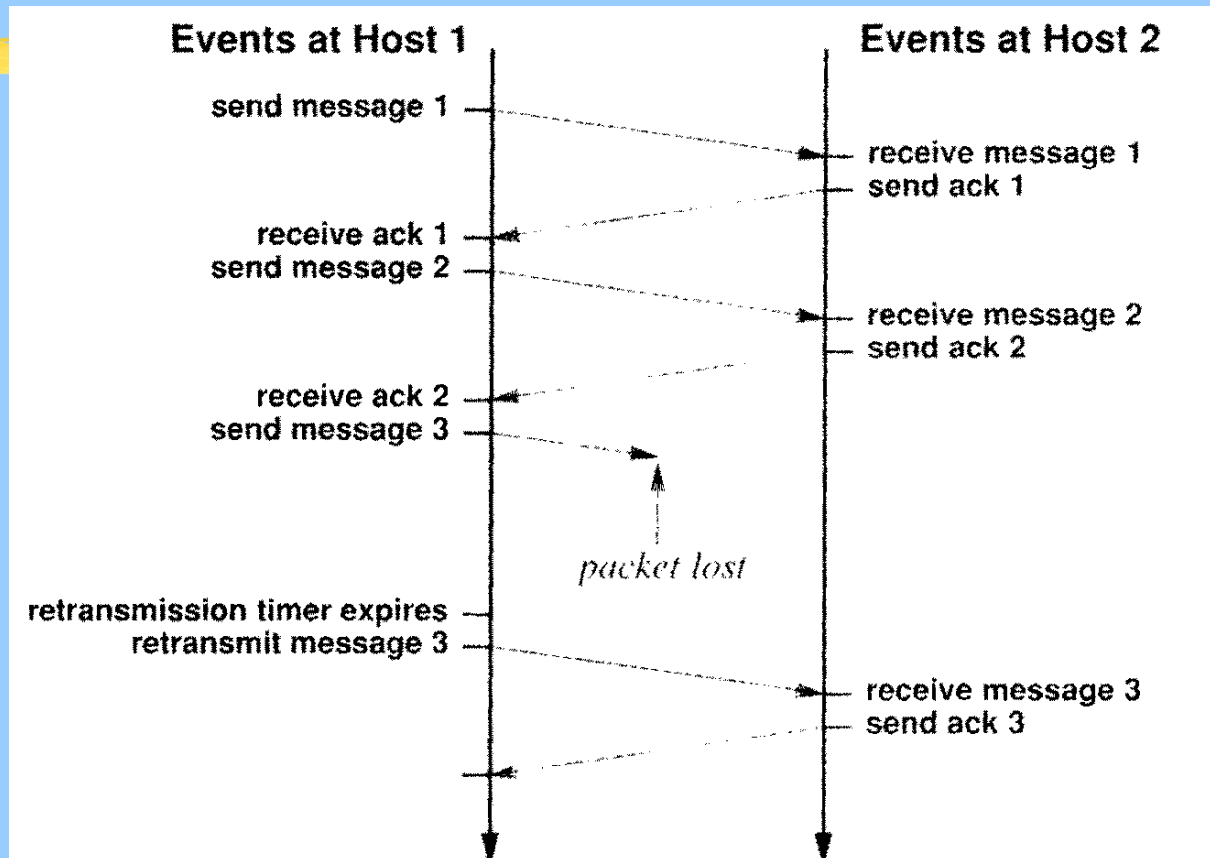 Events at Host 1
Events at Host 2
send message 1
receive message 1
send ack 1
receive ack 1
send message 2
receive message 2
send ack 2
receive ack 2
send message 3
packet lost
retransmission timer expires
retransmit message 3
receive message 3
send ack 3